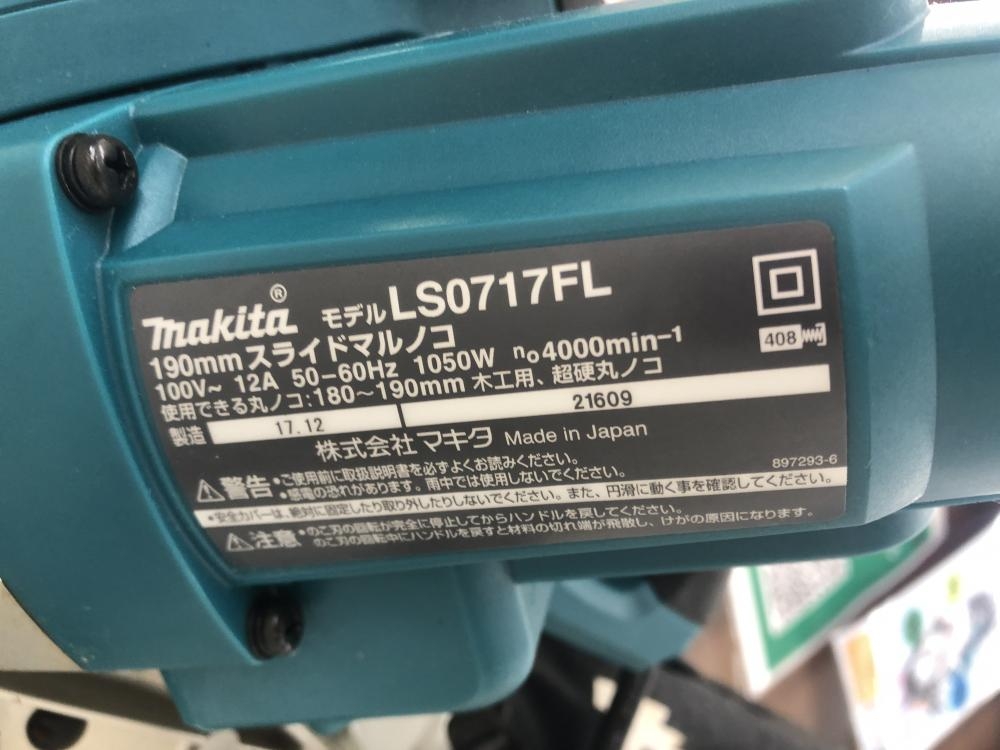 makita® モデル LS0717FL
190mm スライドマルノコ
100V~ 12A 50-60Hz 1050W n₀4000min⁻¹
408
使用できる丸ノコ:180~190mm 木工用、超硬丸ノコ
製造 17.12 21609
株式会社マキタ Made in Japan
897293-6
⚠警告 •ご使用前に取扱説明書を必ずよくお読みください。
•感電の恐れがあります。雨中では使用しないでください。
•安全カバーは、絶対に固定したり取り外したりしないでください。また、円滑に動く事を確認してください。
⚠注意 •のこ刃の回転が完全に停止してからハンドルを戻してください。
のこ刃の回転中にハンドルを戻すと材料の切れ端が飛散し、けがの原因になります。